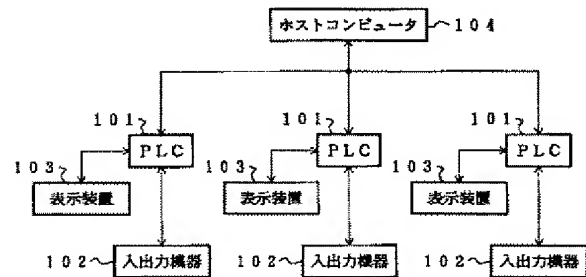 ホストコンピュータ 104
101 101 101
PLC PLC PLC
103 103 103
表示装置 表示装置 表示装置
102 入出力機器 102 入出力機器 102 入出力機器